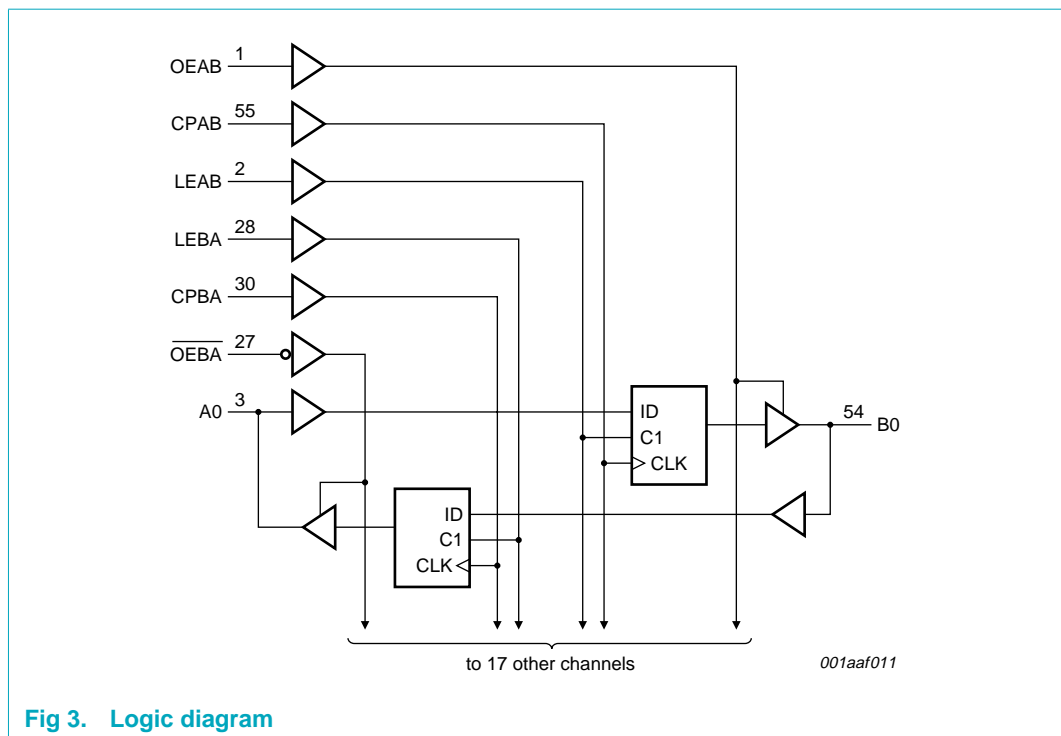 OEAB 1
CPAB 55
LEAB 2
LEBA 28
CPBA 30
OEBA 27
A0 3
ID
C1
CLK
54 B0
ID
C1
CLK
to 17 other channels
001aaf011
Fig 3. Logic diagram